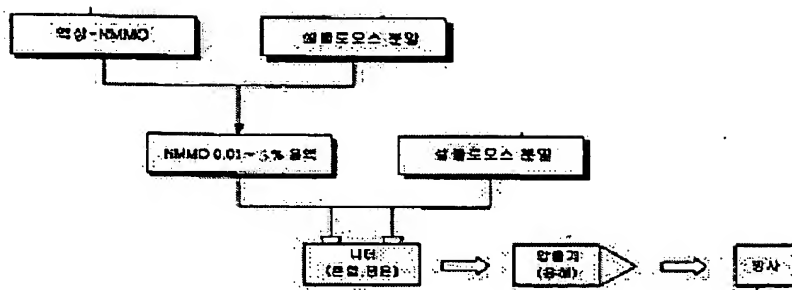 액상-NMMO
셀룰로오스 분말
NMMO 0.01~5% 용액
셀룰로오스 분말
니더
(혼합 팽윤)
압출기
(용해)
방사